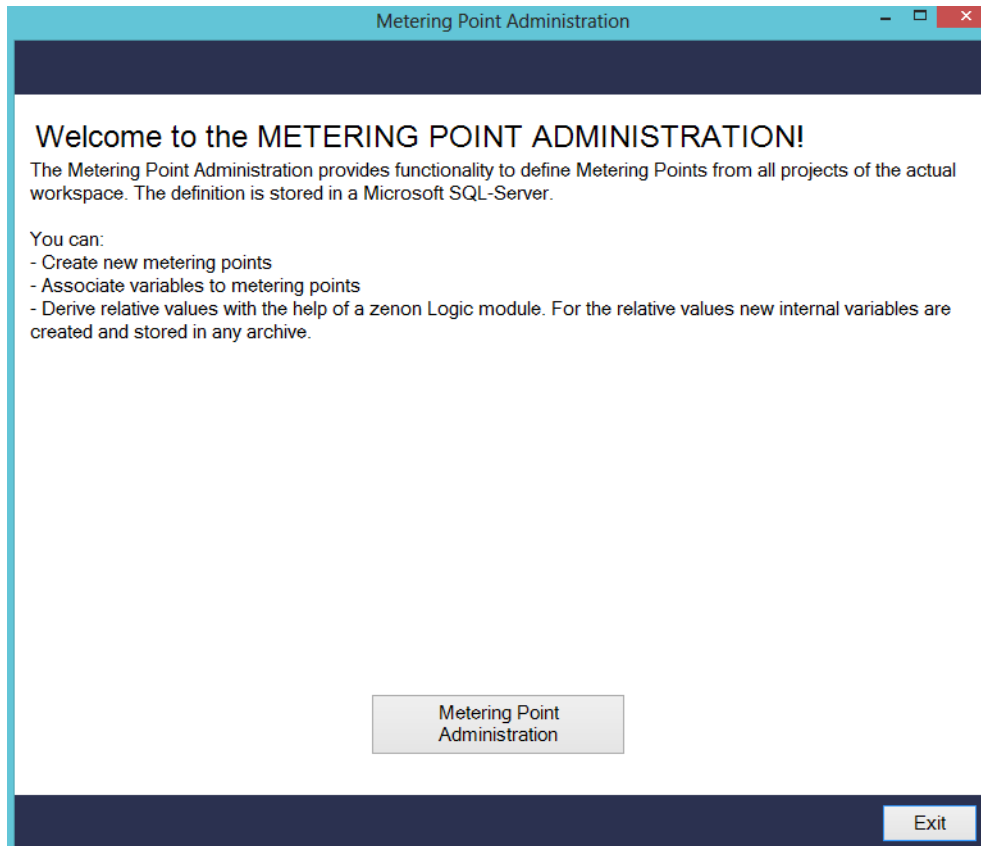 Metering Point Administration
Welcome to the METERING POINT ADMINISTRATION!
The Metering Point Administration provides functionality to define Metering Points from all projects of the actual
workspace. The definition is stored in a Microsoft SQL-Server.
You can:
- Create new metering points
- Associate variables to metering points
- Derive relative values with the help of a zenon Logic module. For the relative values new internal variables are
created and stored in any archive.
Metering Point
Administration
Exit